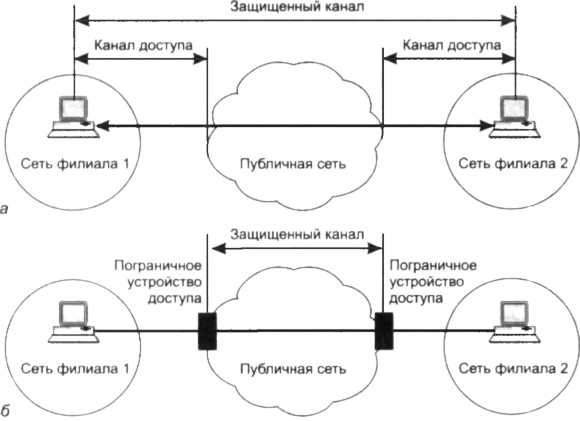 Защищенный канал
Канал доступа
Канал доступа
Сеть филиала 1
Публичная сеть
Сеть филиала 2
а
Защищенный канал
Пограничное
устройство
доступа
Пограничное
устройство
доступа
Сеть филиала 1
Публичная сеть
Сеть филиала 2
б